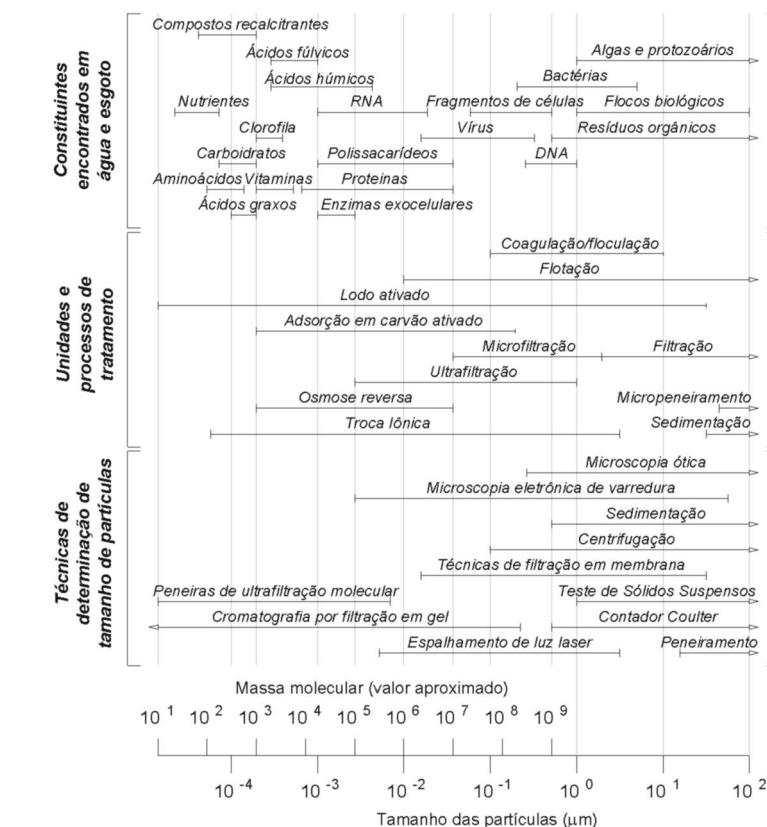 Constituintes
encontrados em
água e esgoto
Compostos recalcitrantes
Ácidos fúlvicos
Algas e protozoários
Ácidos húmicos
Bactérias
Nutrientes
RNA
Fragmentos de células
Flocos biológicos
Clorofila
Vírus
Resíduos orgânicos
Carboidratos
Polissacarídeos
DNA
Aminoácidos
Vitaminas
Proteinas
Ácidos graxos
Enzimas exocelulares
Unidades e
processos de
tratamento
Coagulação/floculação
Flotação
Lodo ativado
Adsorção em carvão ativado
Microfiltração
Filtração
Ultrafiltração
Osmose reversa
Micropeneiramento
Troca Iônica
Sedimentação
Técnicas de
determinação de
tamanho de partículas
Microscopia ótica
Microscopia eletrônica de varredura
Sedimentação
Centrifugação
Técnicas de filtração em membrana
Peneiras de ultrafiltração molecular
Teste de Sólidos Suspensos
Cromatografia por filtração em gel
Contador Coulter
Espalhamento de luz laser
Peneiramento
Massa molecular (valor aproximado)
10 1 10 2 10 3 10 4 10 5 10 6 10 7 10 8 10 9
10 -4 10 -3 10 -2 10 -1 10 0 10 1 10 2
Tamanho das partículas (μm)